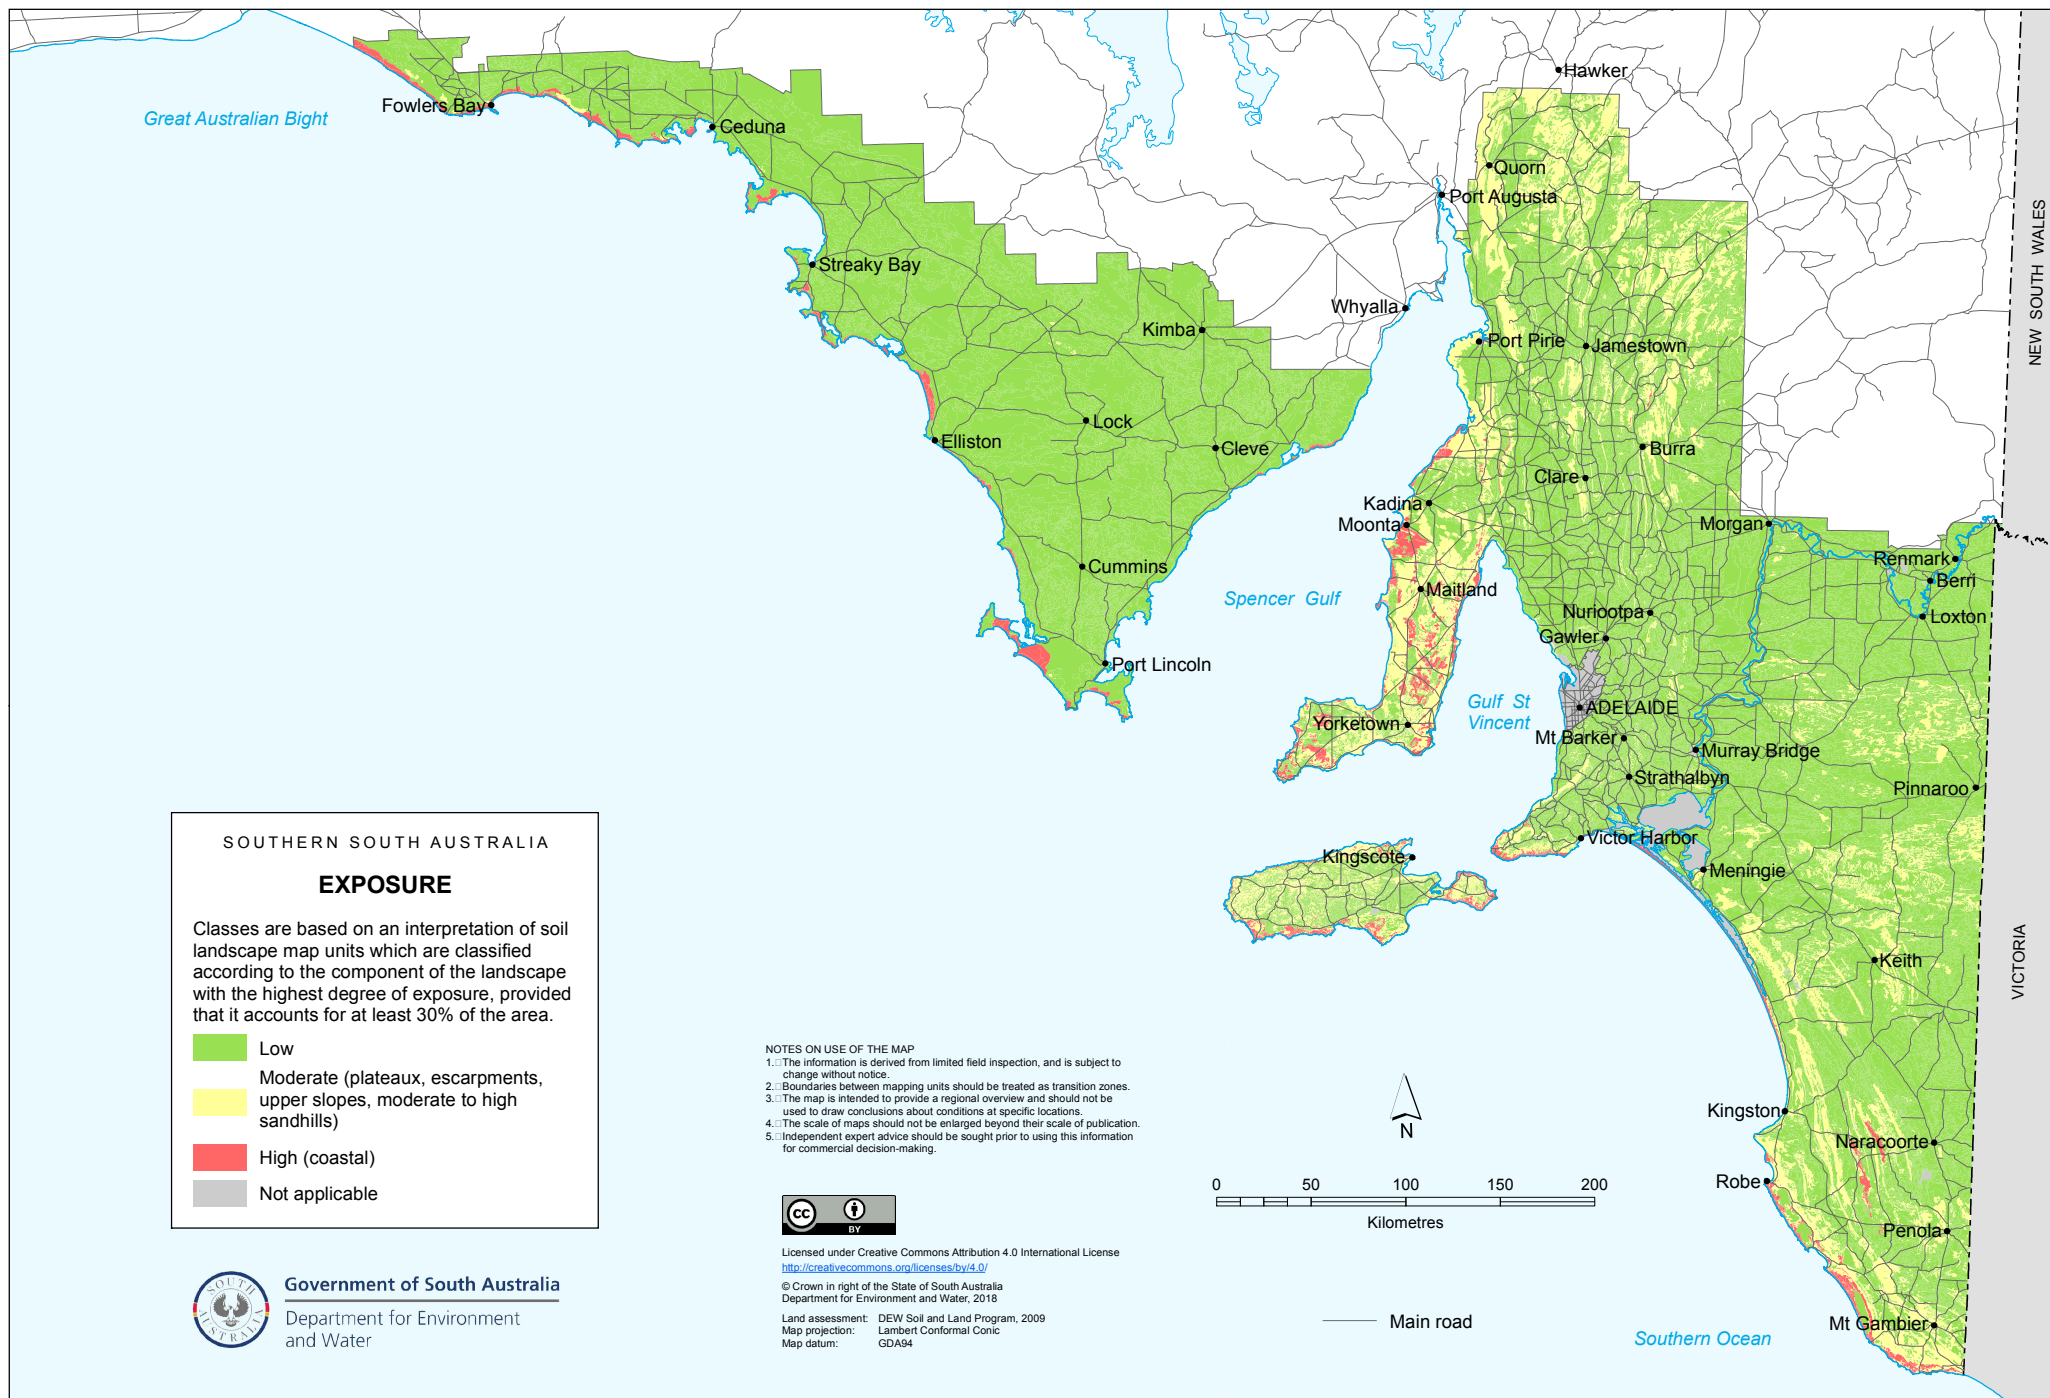 Hawker
Great Australian Bight
Fowlers Bay
Ceduna
Quorn
Port Augusta
NEW SOUTH WALES
Streaky Bay
Whyalla
Kimba
Port Pirie
Jamestown
Lock
Elliston
Cleve
Burra
Clare
Kadina
Moonta
Morgan
Renmark
Berri
Cummins
Maitland
Spencer Gulf
Nuriootpa
Loxton
Gawler
Port Lincoln
Gulf St
Vincent
ADELAIDE
Yorketown
Mt Barker
Murray Bridge
Strathalbyn
Pinnaroo
Victor Harbor
Kingscote
Meningie
Keith
VICTORIA
Kingston
Naracoorte
Robe
Penola
Mt Gambier
Southern Ocean
SOUTHERN SOUTH AUSTRALIA
EXPOSURE
Classes are based on an interpretation of soil
landscape map units which are classified
according to the component of the landscape
with the highest degree of exposure, provided
that it accounts for at least 30% of the area.
Low
Moderate (plateaux, escarpments,
upper slopes, moderate to high
sandhills)
High (coastal)
Not applicable
SOUTH AUSTRALIA
Government of South Australia
Department for Environment
and Water
NOTES ON USE OF THE MAP
1. The information is derived from limited field inspection, and is subject to
change without notice.
2. Boundaries between mapping units should be treated as transition zones.
3. The map is intended to provide a regional overview and should not be
used to draw conclusions about conditions at specific locations.
4. The scale of maps should not be enlarged beyond their scale of publication.
5. Independent expert advice should be sought prior to using this information
for commercial decision-making.
cc
BY
Licensed under Creative Commons Attribution 4.0 International License
http://creativecommons.org/licenses/by/4.0/
© Crown in right of the State of South Australia
Department for Environment and Water, 2018
Land assessment: DEW Soil and Land Program, 2009
Map projection: Lambert Conformal Conic
Map datum: GDA94
N
0 50 100 150 200
Kilometres
Main road